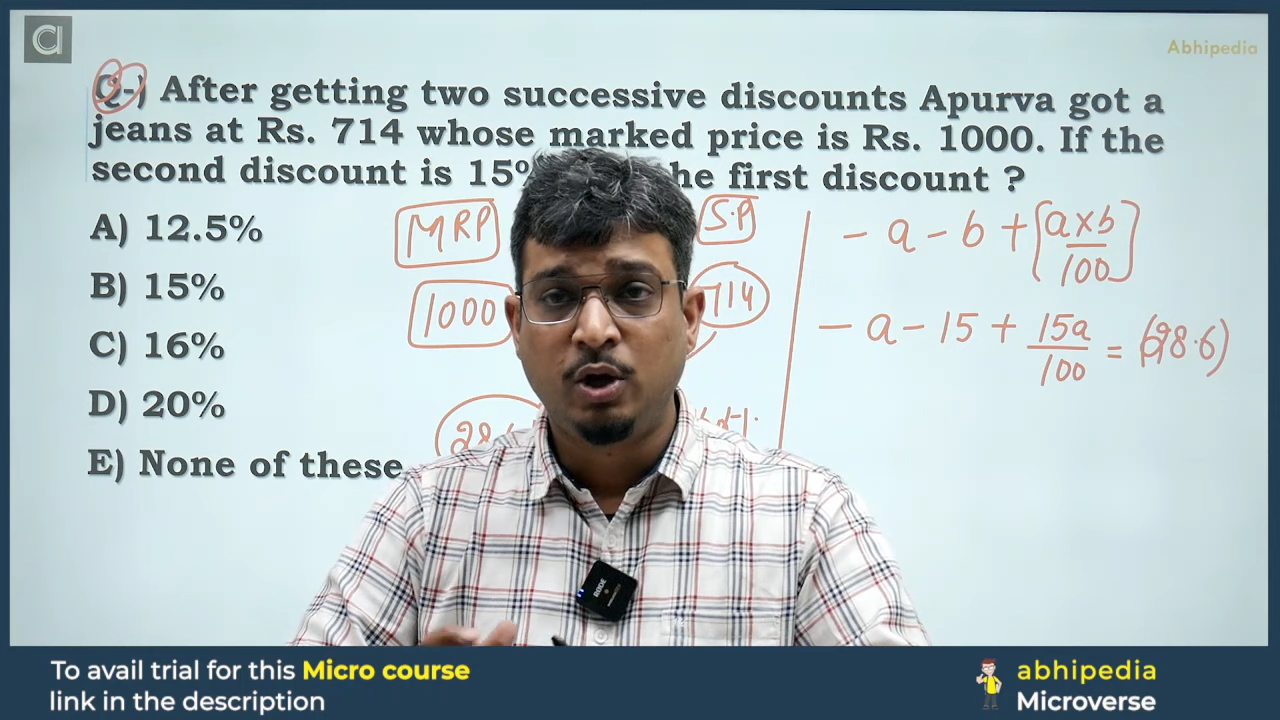 Abhipedia
Q-) After getting two successive discounts Apurva got a
jeans at Rs. 714 whose marked price is Rs. 1000. If the
second discount is 15% the first discount ?
A) 12.5%
B) 15%
C) 16%
D) 20%
E) None of these
MRP
S.P
1000
714
- a - b + [a×b/100]
- a - 15 + 15a/100 = (28.6)
RODE
To avail trial for this Micro course
link in the description
abhipedia
Microverse